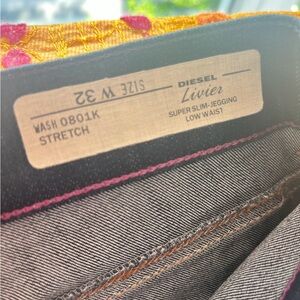 SIZE W 32
WASH 0801K
STRETCH
DIESEL
Livier
SUPER SLIM-JEGGING
LOW WAIST